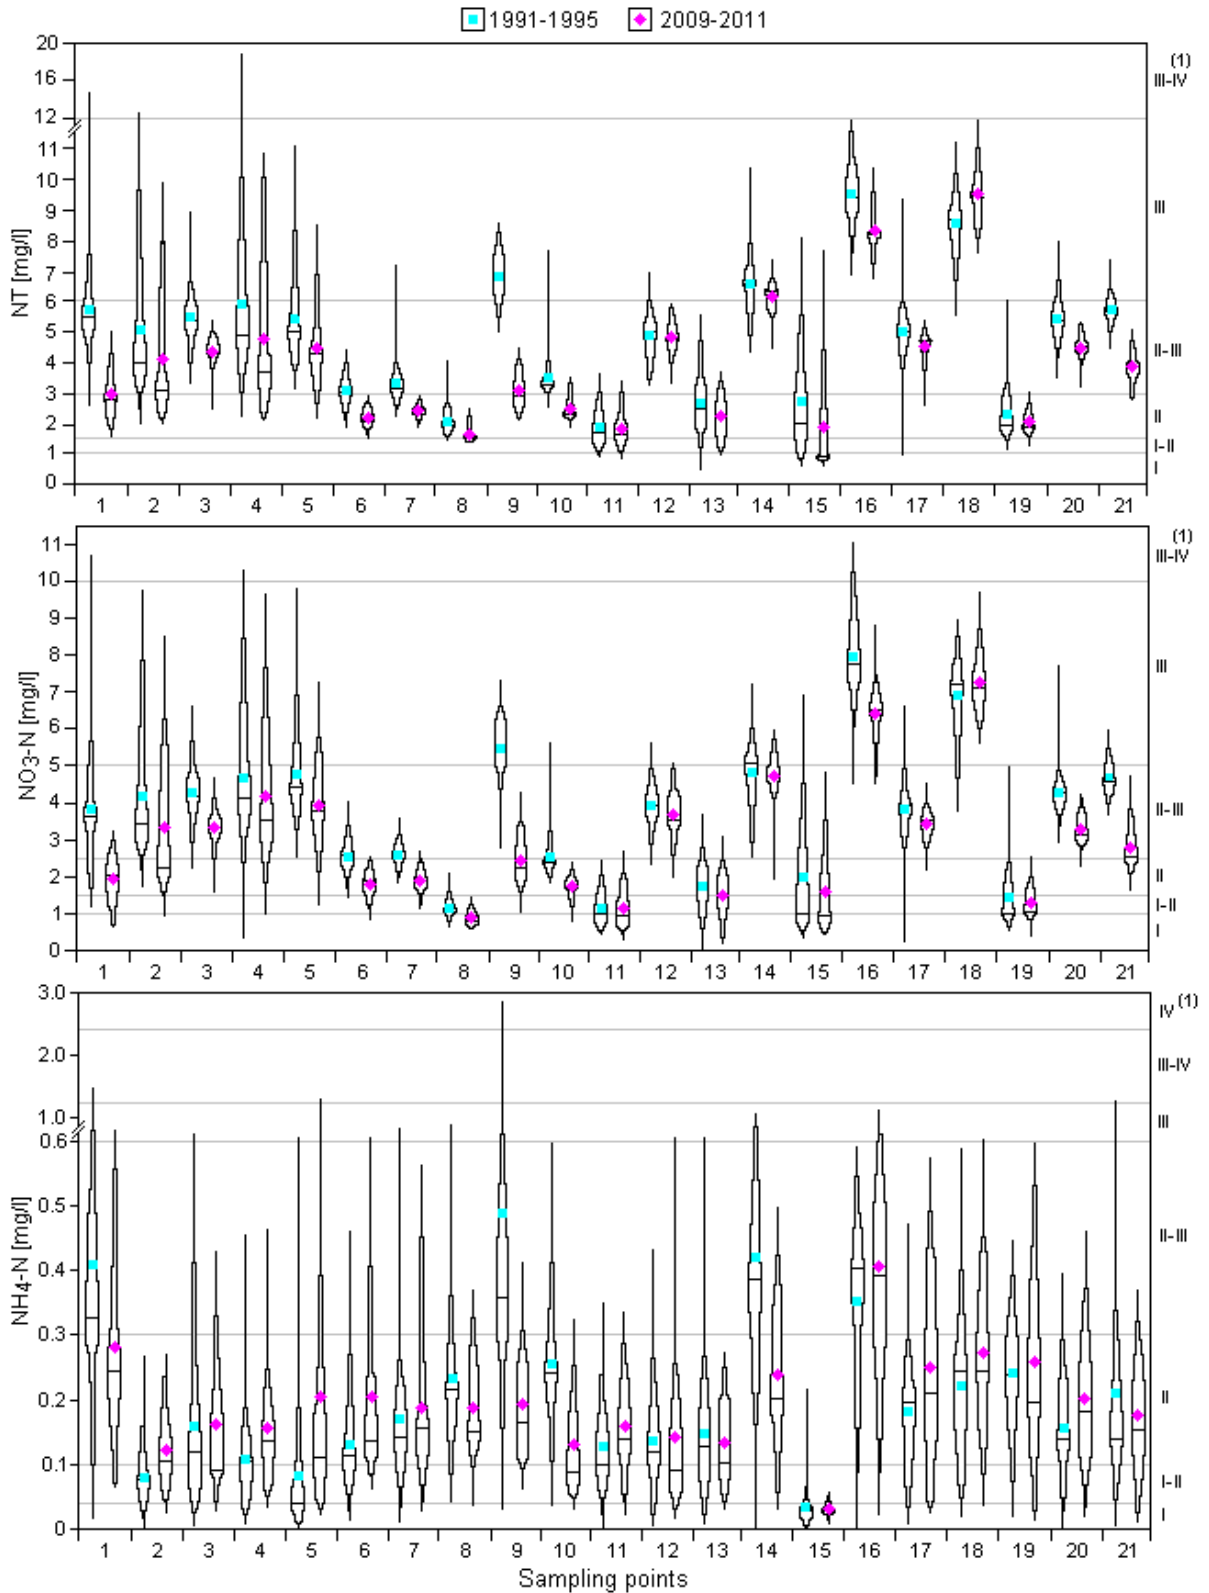 1991-1995 2009-2011
NT [mg/l]
20
16
12
11
10
9
8
7
6
5
4
3
2
1
0
(1)
III-IV
III
II-III
II
I-II
I
1 2 3 4 5 6 7 8 9 10 11 12 13 14 15 16 17 18 19 20 21
NO3-N [mg/l]
11
10
9
8
7
6
5
4
3
2
1
0
(1)
III-IV
III
II-III
II
I-II
I
1 2 3 4 5 6 7 8 9 10 11 12 13 14 15 16 17 18 19 20 21
NH4-N [mg/l]
3.0
2.0
1.0
0.6
0.5
0.4
0.3
0.2
0.1
0
IV (1)
III-IV
III
II-III
II
I-II
I
1 2 3 4 5 6 7 8 9 10 11 12 13 14 15 16 17 18 19 20 21
Sampling points